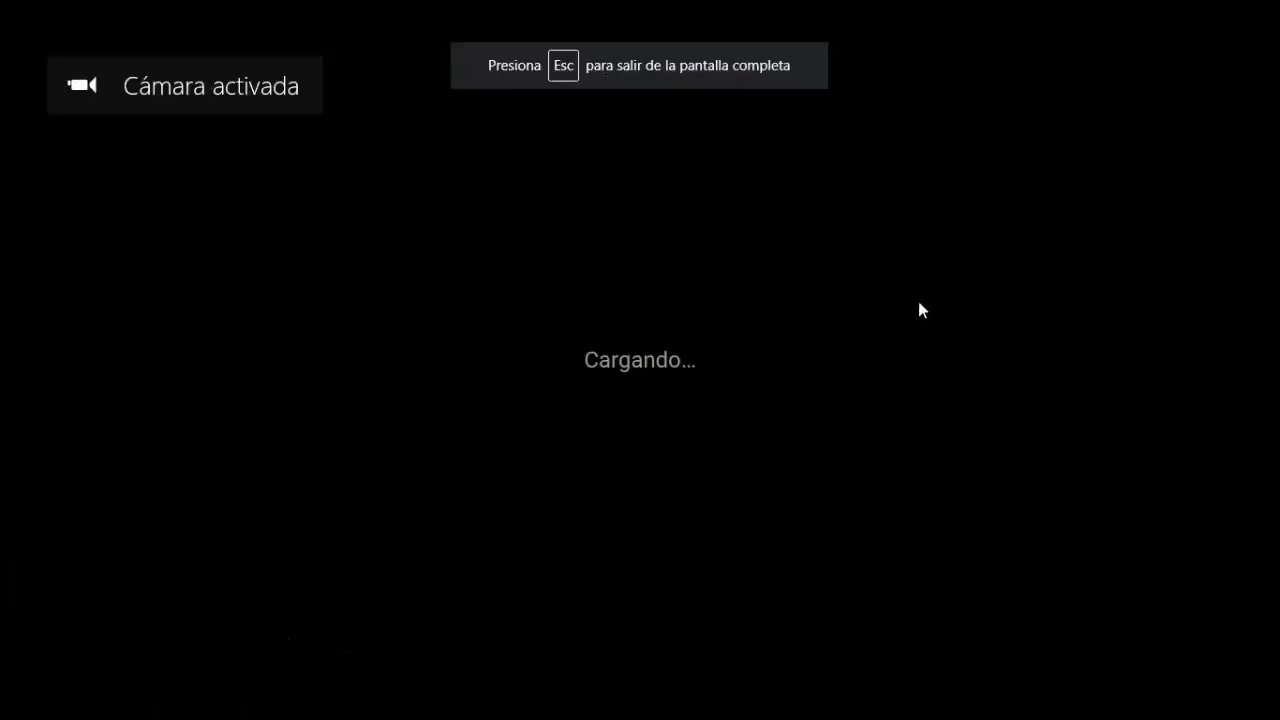 Presiona Esc para salir de la pantalla completa
Cámara activada
Cargando...